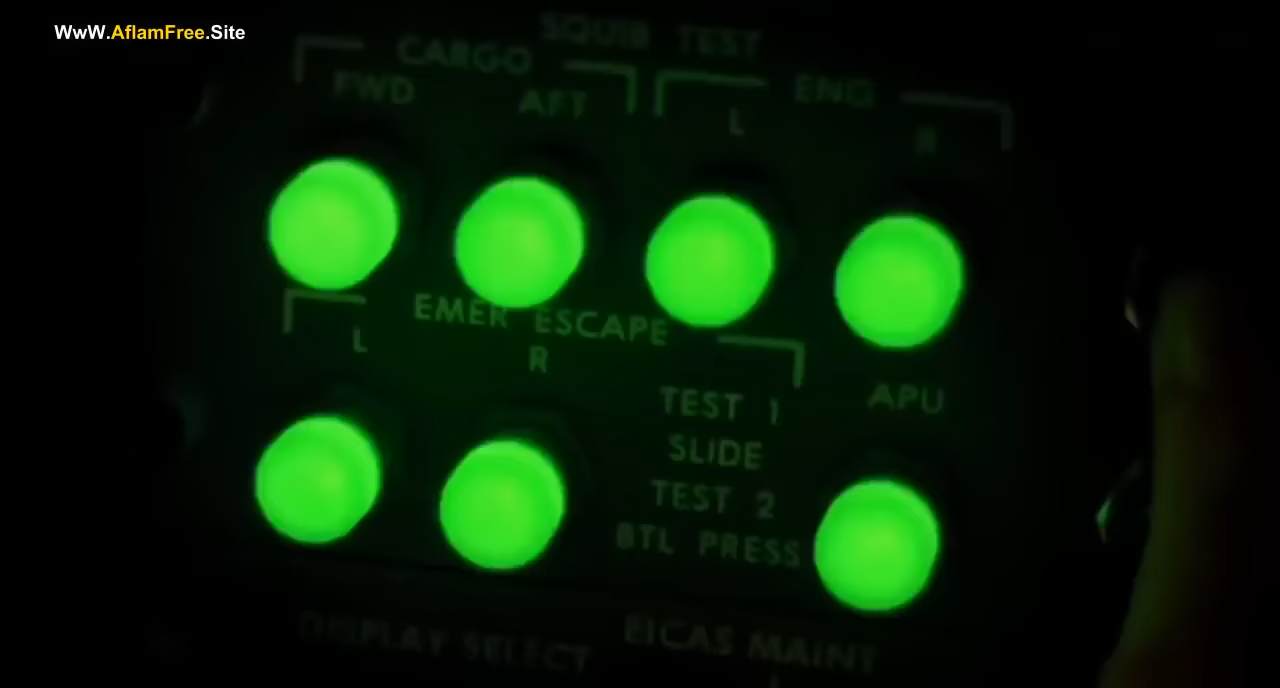 WwW.AflamFree.Site
SQUIB TEST
CARGO
ENG
FWD
AFT
L
R
EMER ESCAPE
L
R
TEST 1
APU
SLIDE
TEST 2
BTL PRESS
DISPLAY SELECT
EICAS MAINT